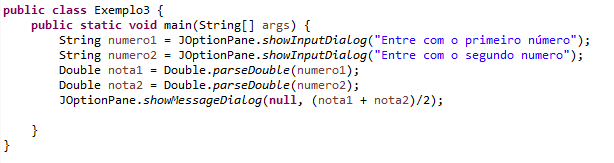 public class Exemplo3 {
public static void main(String[] args) {
String numero1 = JOptionPane.showInputDialog("Entre com o primeiro número");
String numero2 = JOptionPane.showInputDialog("Entre com o segundo numero");
Double nota1 = Double.parseDouble(numero1);
Double nota2 = Double.parseDouble(numero2);
JOptionPane.showMessageDialog(null, (nota1 + nota2)/2);
}
}